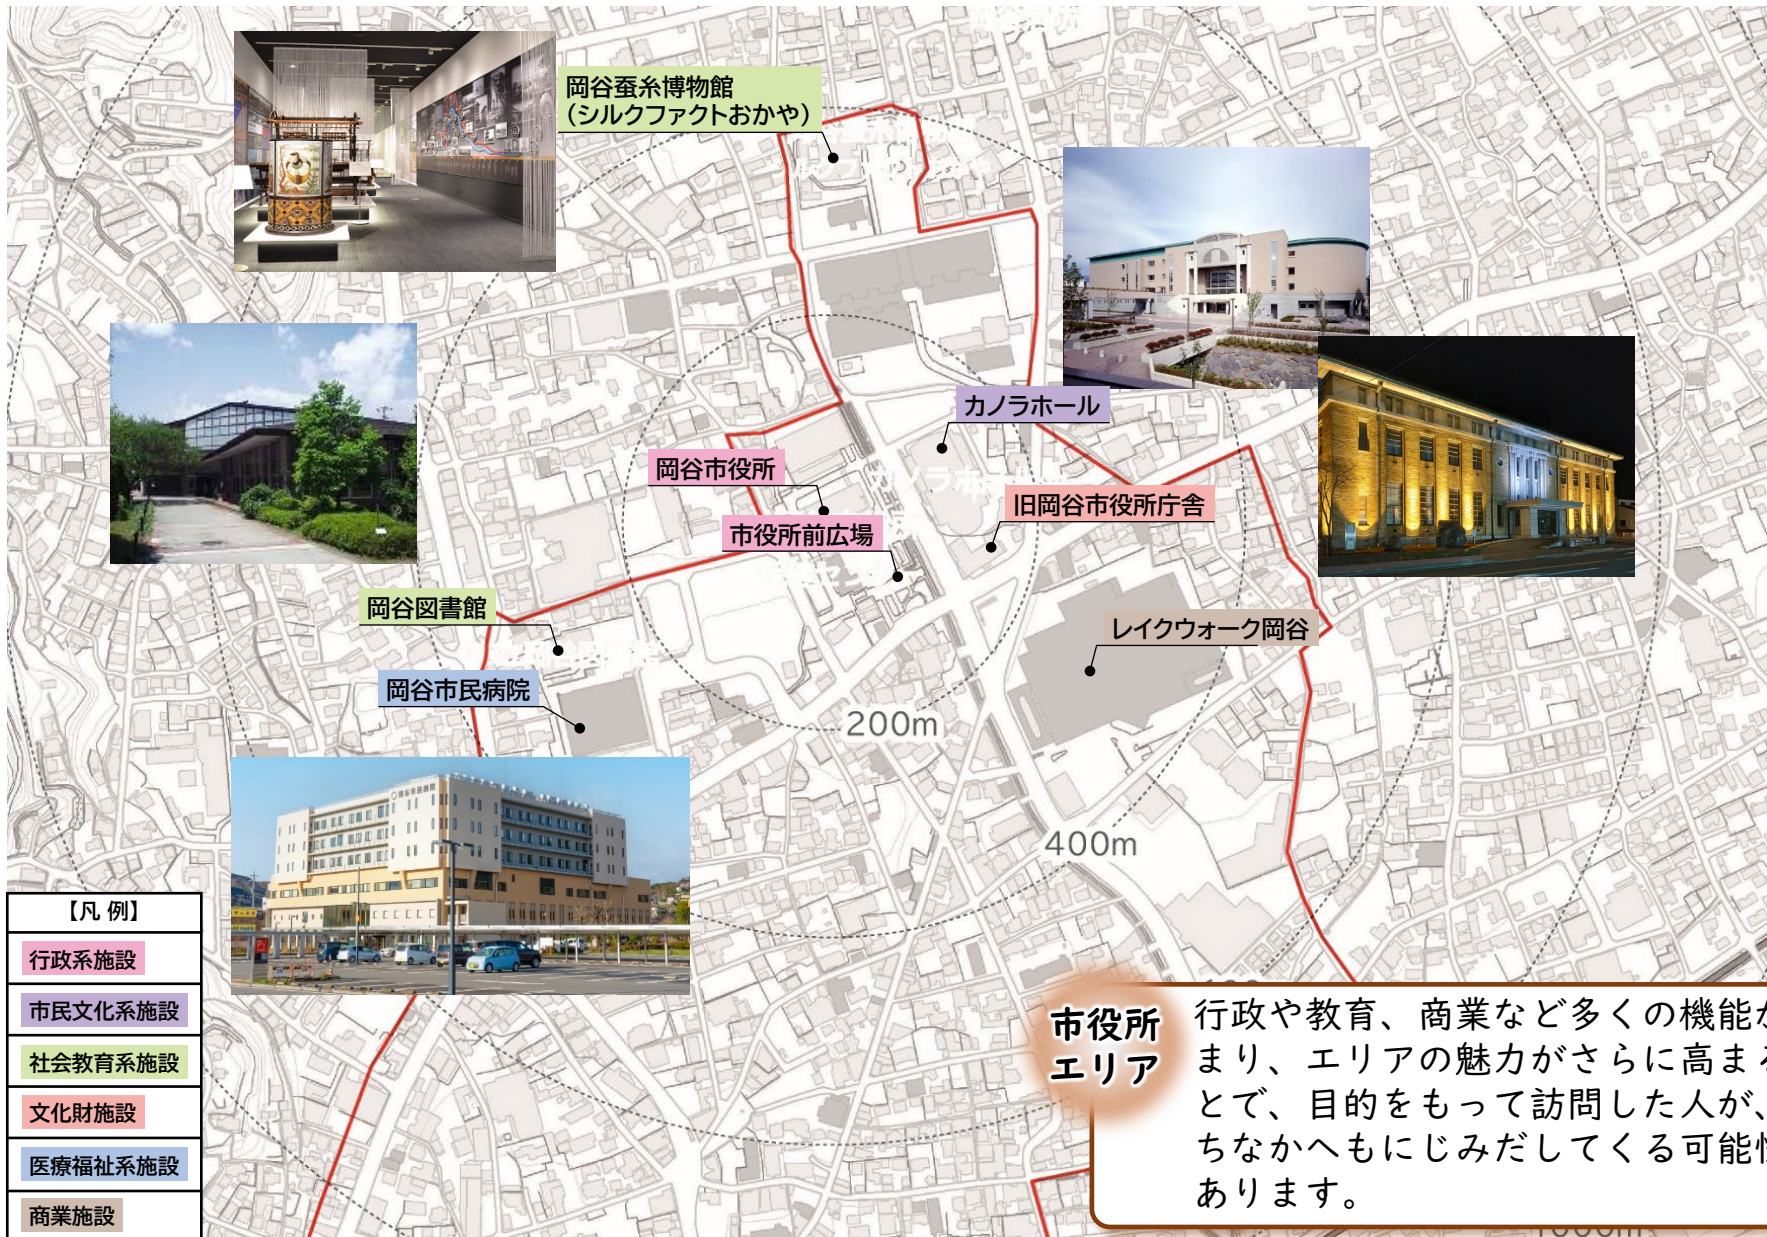 岡谷蚕糸博物館
(シルクファクトおかや)
カノラホール
岡谷市役所
旧岡谷市役所庁舎
市役所前広場
岡谷図書館
レイクウォーク岡谷
岡谷市民病院
200m
400m
【凡 例】
行政系施設
市民文化系施設
社会教育系施設
文化財施設
医療福祉系施設
商業施設
市役所
エリア
行政や教育、商業など多くの機能が
まり、エリアの魅力がさらに高まる
とで、目的をもって訪問した人が、
ちなかへもにじみだしてくる可能性
あります。